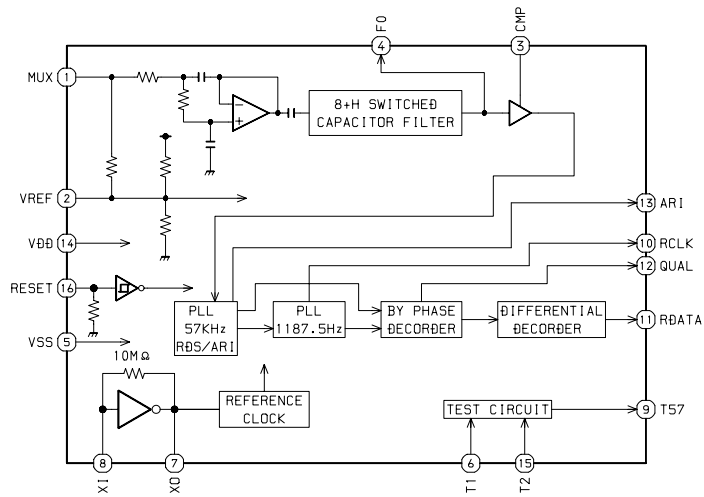 FO
CMP
4
3
MUX
1
8+H SWITCHED
CAPACITOR FILTER
VREF
2
13
ARI
VDD
14
10
RCLK
12
QUAL
RESET
16
PLL
57KHz
RDS/ARI
PLL
1187.5Hz
BY PHASE
DECORDER
DIFFERENTIAL
DECORDER
11
RDATA
VSS
5
10MΩ
REFERENCE
CLOCK
TEST CIRCUIT
9
T57
8
7
6
15
XI
XO
T1
T2